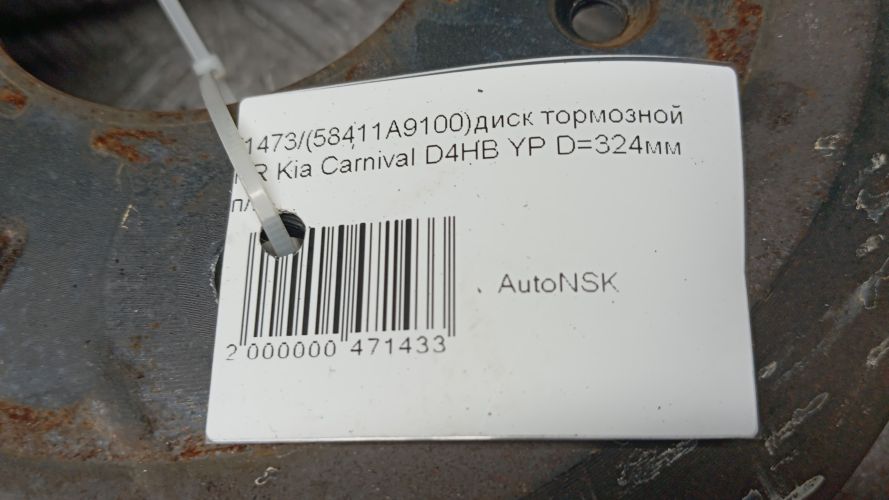 1473/(58411A9100)диск тормозной
R Kia Carnival D4HB YP D=324мм
п/
AutoNSK
2 000000 471433